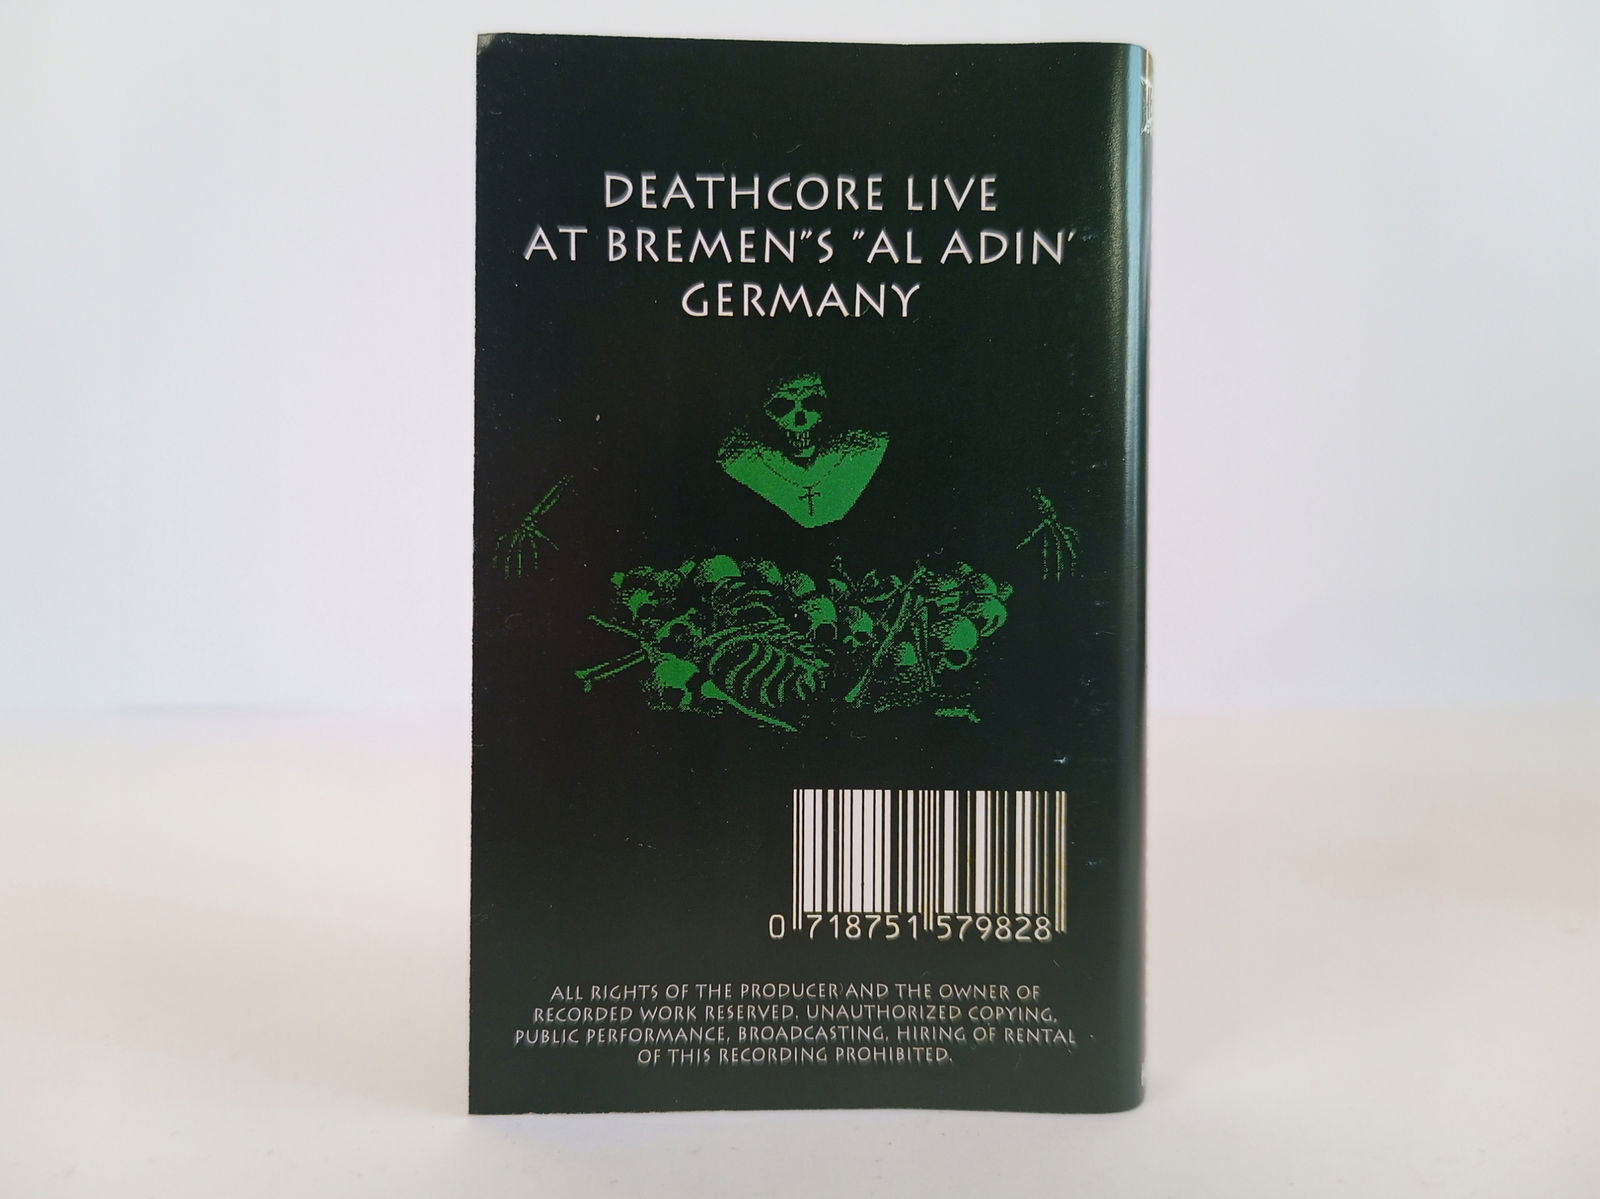 DEATHCORE LIVE
AT BREMEN"S "AL ADIN'
GERMANY
0 718751 579828
ALL RIGHTS OF THE PRODUCER AND THE OWNER OF
RECORDED WORK RESERVED. UNAUTHORIZED COPYING,
PUBLIC PERFORMANCE, BROADCASTING, HIRING OF RENTAL
OF THIS RECORDING PROHIBITED.